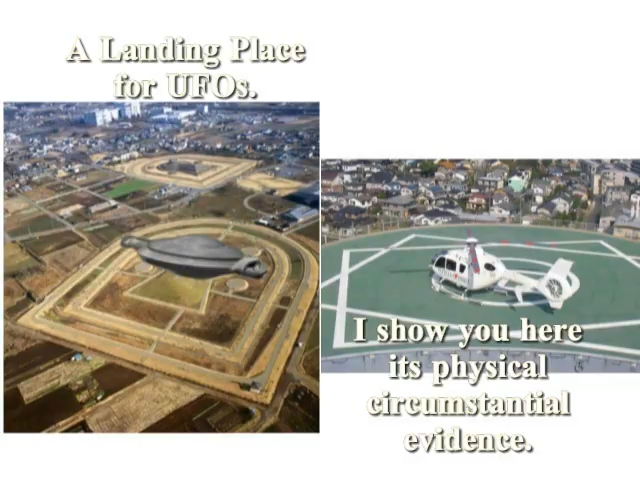 A Landing Place
for UFOs.
I show you here
its physical
circumstantial
evidence.